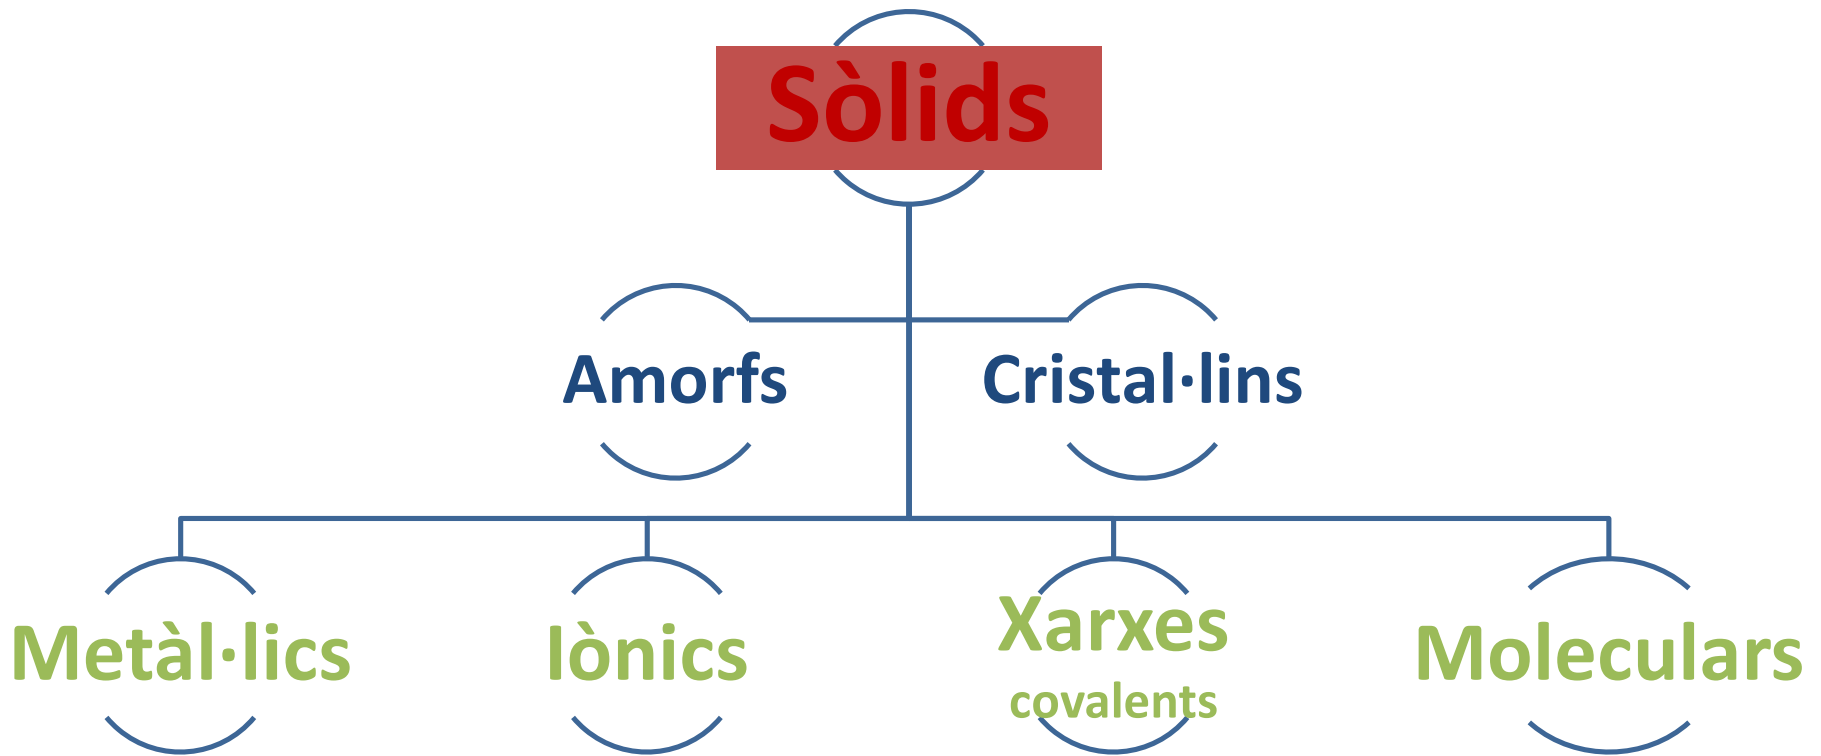 Sòlids
Amorfs
Cristal·lins
Metàl·lics
Iònics
Xarxes
covalents
Moleculars